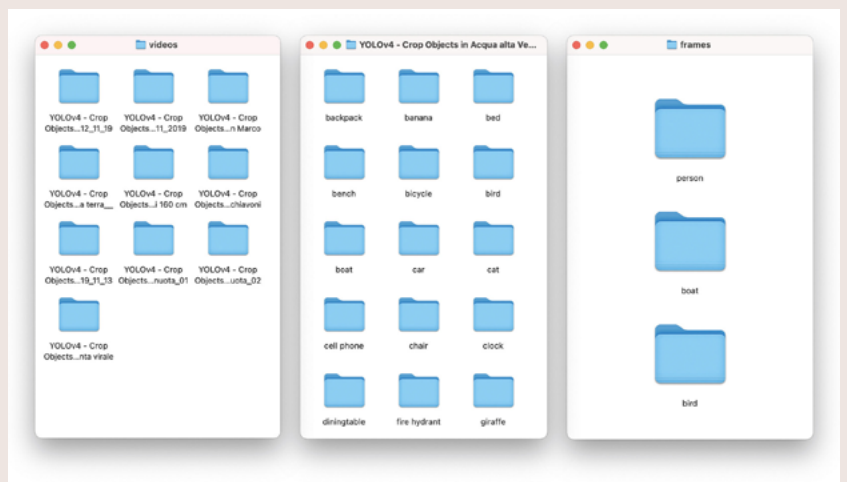 videos
YOLOv4 - Crop YOLOv4 - Crop YOLOv4 - Crop
Objects...12_11_19 Objects...11_2019 Objects...n Marco
YOLOv4 - Crop YOLOv4 - Crop YOLOv4 - Crop
Objects...a terra__ Objects...i 160 cm Objects...chiavoni
YOLOv4 - Crop YOLOv4 - Crop YOLOv4 - Crop
Objects...19_11_13 Objects...nuota_01 Objects...uota_02
YOLOv4 - Crop
Objects...nta virale
YOLOv4 - Crop Objects in Acqua alta Ve...
backpack banana bed
bench bicycle bird
boat car cat
cell phone chair clock
diningtable fire hydrant giraffe
frames
person
boat
bird